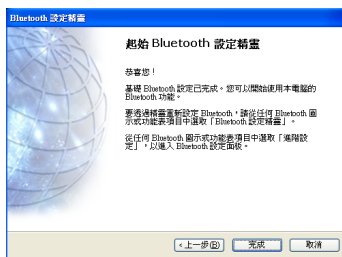 Bluetooth 設定精靈
起始 Bluetooth 設定精靈
恭喜您！
基礎 Bluetooth 設定已完成。您可以開始使用本電腦的
Bluetooth 功能。
要透過精靈重新設定 Bluetooth，請從任何 Bluetooth 圖
示或功能表項目中選取「Bluetooth 設定精靈」。
從任何 Bluetooth 圖示或功能表項目中選取「進階設
定」，以進入 Bluetooth 設定面板。
<上一步(B) 完成 取消